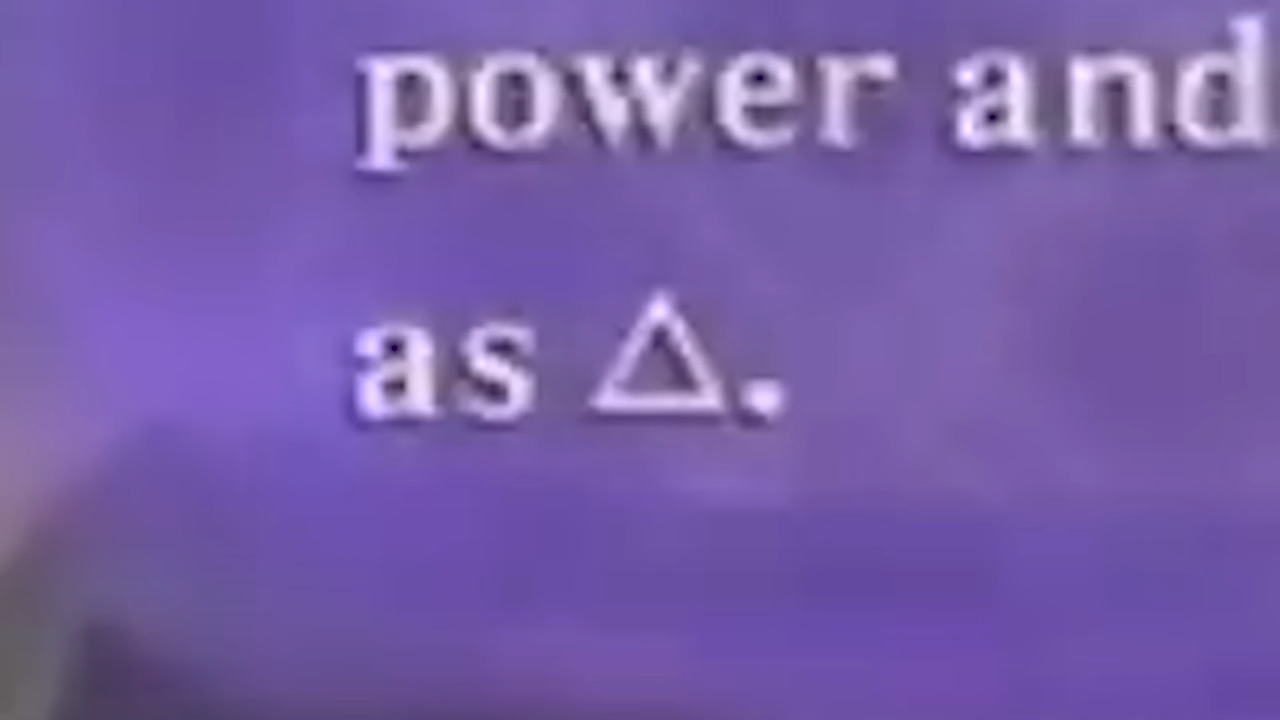 power and
as △.